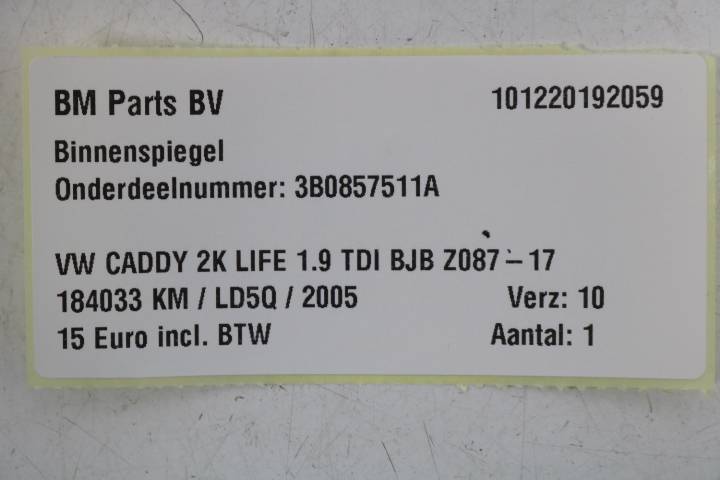 BM Parts BV 101220192059
Binnenspiegel
Onderdeelnummer: 3B0857511A
VW CADDY 2K LIFE 1.9 TDI BJB Z087 – 17
184033 KM / LD5Q / 2005 Verz: 10
15 Euro incl. BTW Aantal: 1